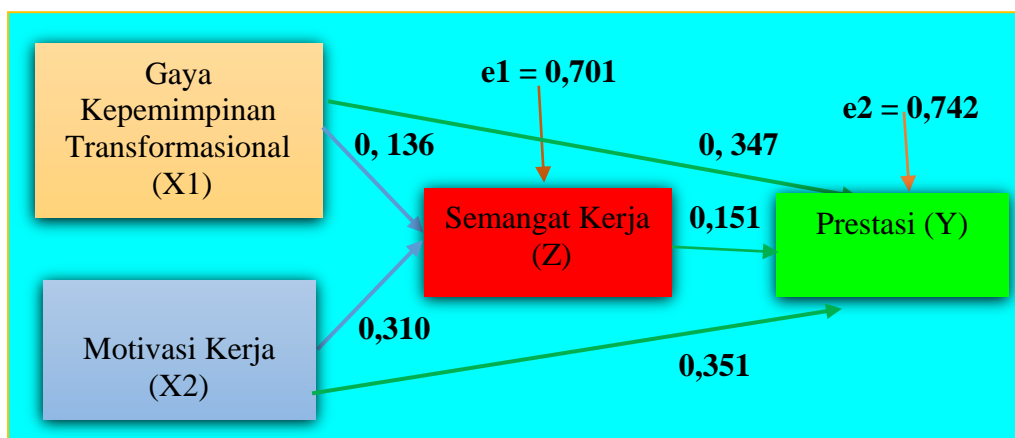 Gaya
Kepemimpinan
Transformasional
(X1)
e1 = 0,701
e2 = 0,742
0, 136
0, 347
Semangat Kerja
(Z)
0,151
Prestasi (Y)
Motivasi Kerja
(X2)
0,310
0,351